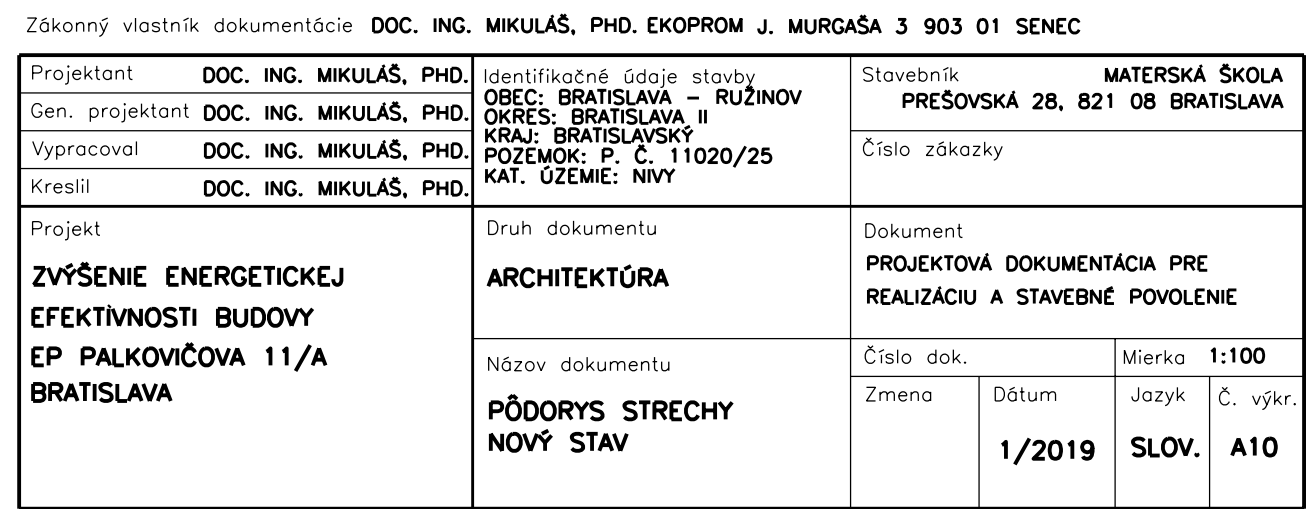 Zákonný vlastník dokumentácie DOC. ING. MIKULÁŠ, PHD. EKOPROM J. MURGAŠA 3 903 01 SENEC
Projektant DOC. ING. MIKULÁŠ, PHD.
Gen. projektant DOC. ING. MIKULÁŠ, PHD.
Vypracoval DOC. ING. MIKULÁŠ, PHD.
Kreslil DOC. ING. MIKULÁŠ, PHD.
Identifikačné údaje stavby
OBEC: BRATISLAVA – RUŽINOV
OKRES: BRATISLAVA II
KRAJ: BRATISLAVSKÝ
POZEMOK: P. Č. 11020/25
KAT. ÚZEMIE: NIVY
Stavebník MATERSKÁ ŠKOLA
PREŠOVSKÁ 28, 821 08 BRATISLAVA
Číslo zákazky
Projekt
ZVÝŠENIE ENERGETICKEJ
EFEKTÍVNOSTI BUDOVY
EP PALKOVIČOVA 11/A
BRATISLAVA
Druh dokumentu
ARCHITEKTÚRA
Dokument
PROJEKTOVÁ DOKUMENTÁCIA PRE
REALIZÁCIU A STAVEBNÉ POVOLENIE
Názov dokumentu
PÔDORYS STRECHY
NOVÝ STAV
Číslo dok.
Mierka 1:100
Zmena
Dátum
1/2019
Jazyk
SLOV.
Č. výkr.
A10